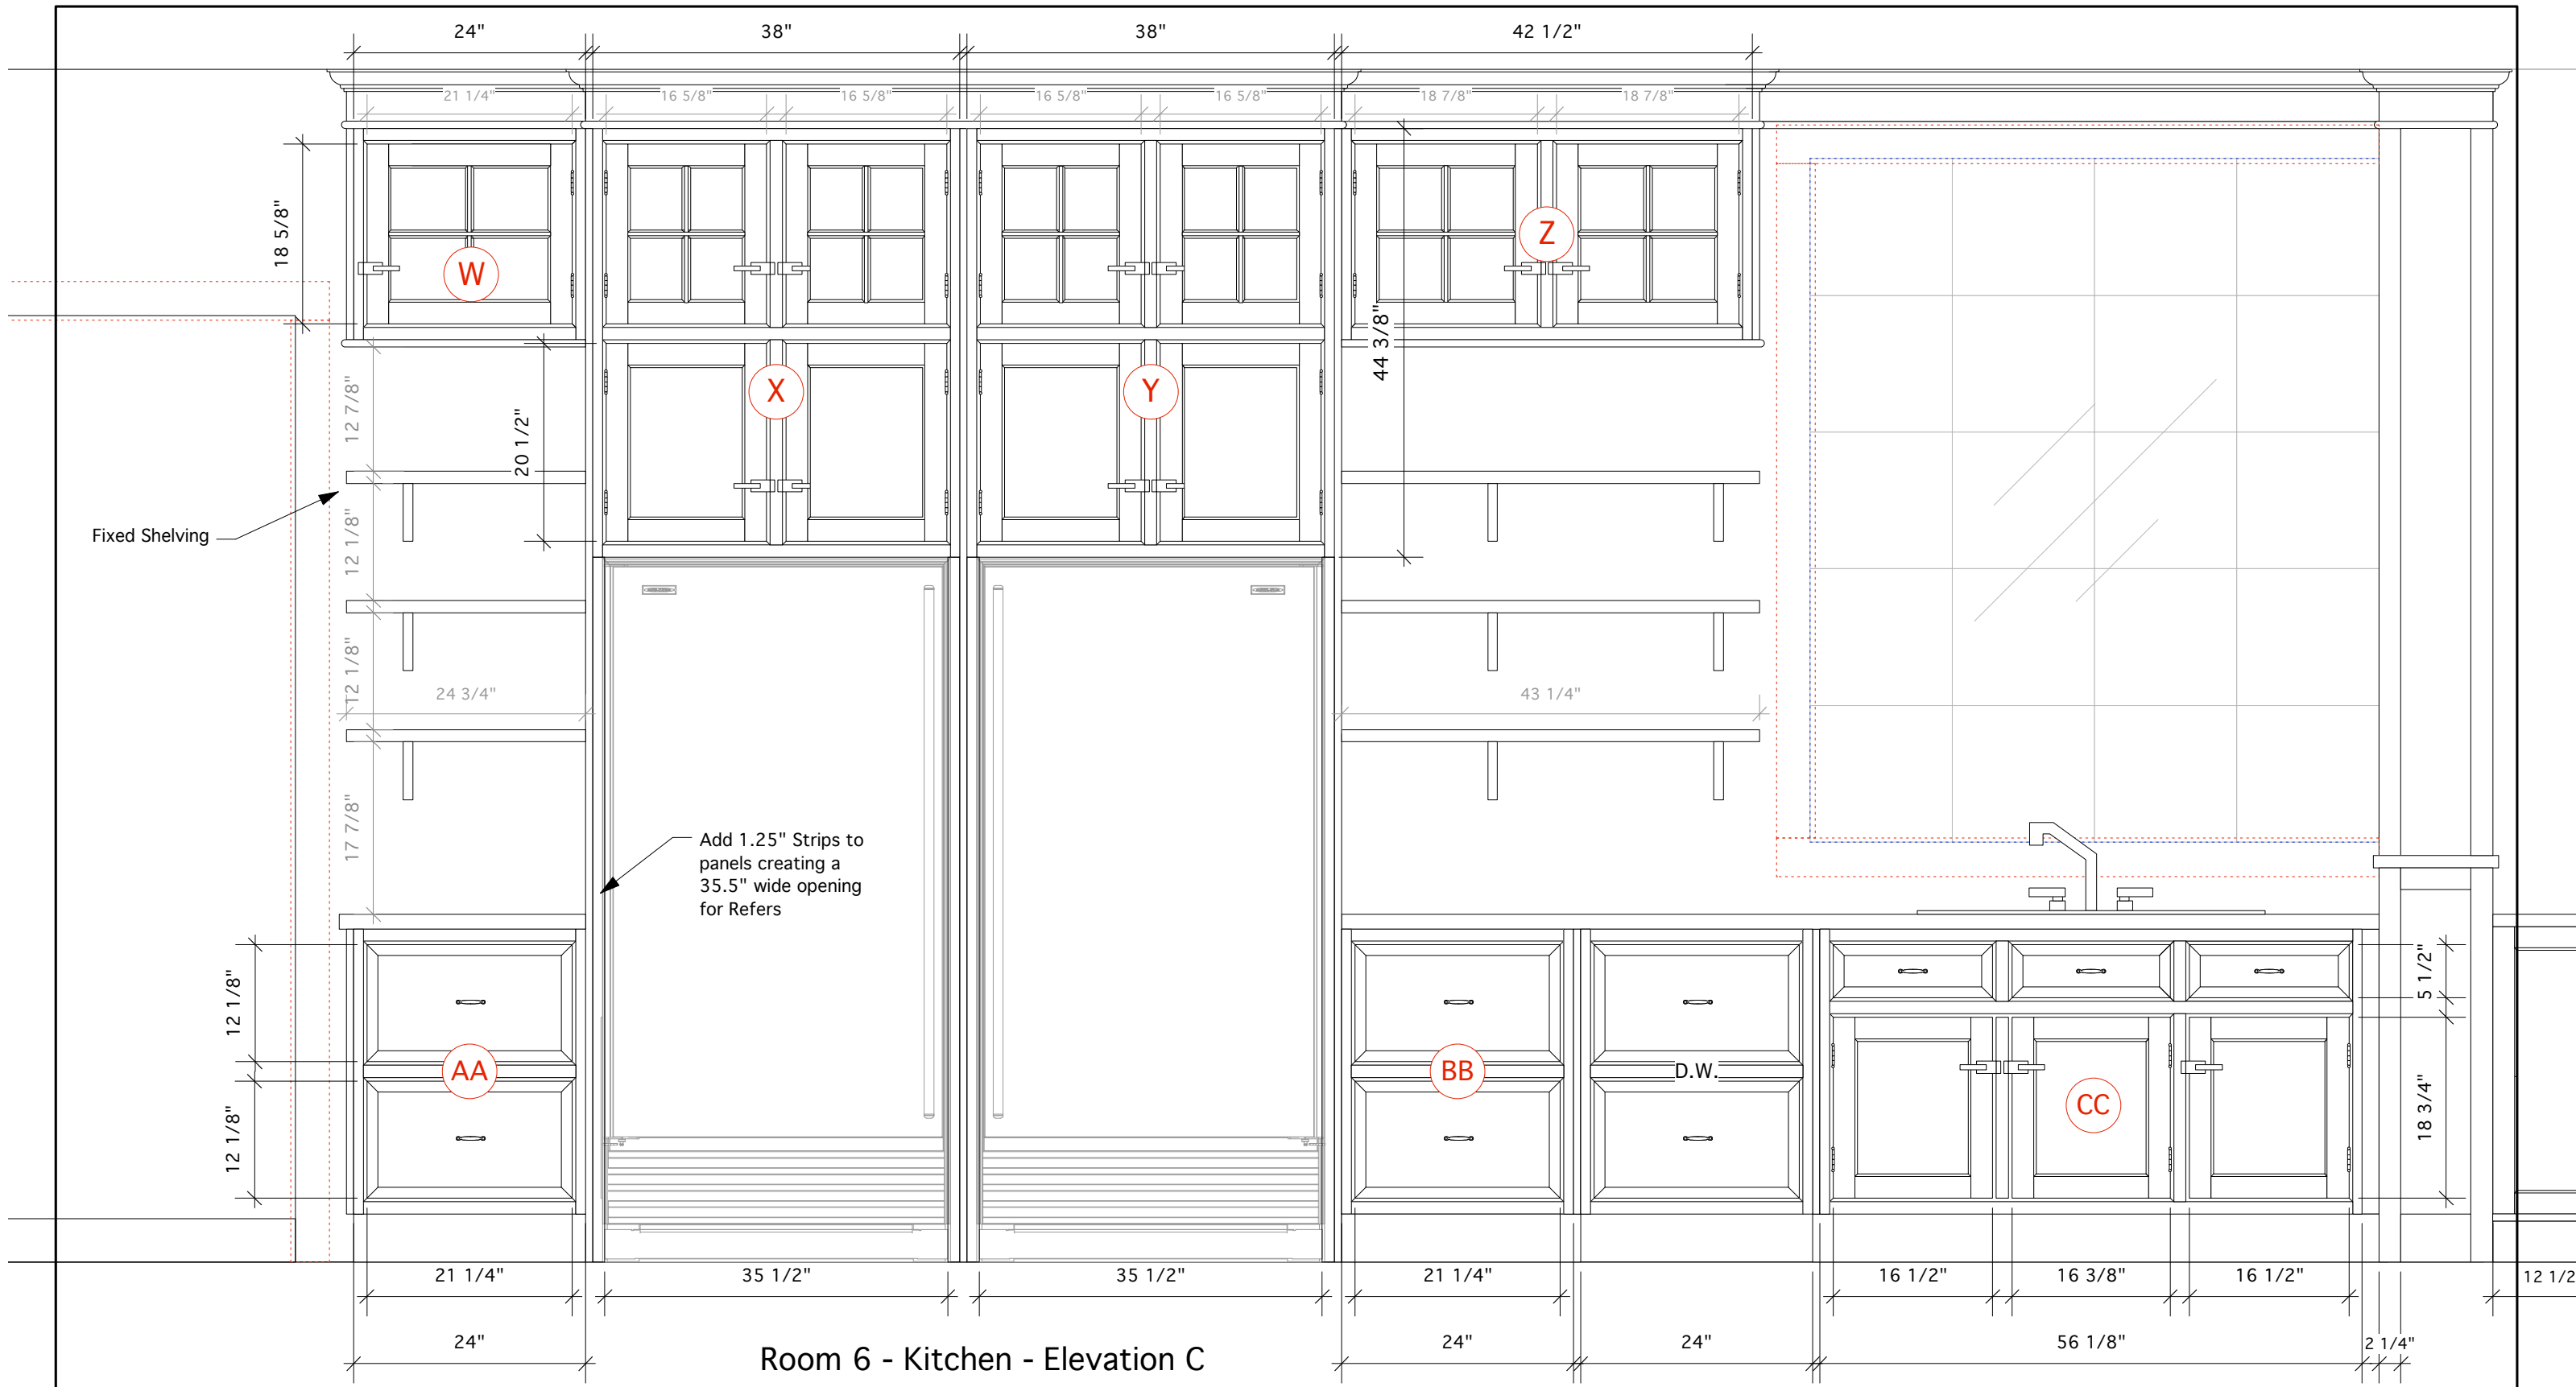 24"
38"
38"
42 1/2"
21 1/4"
16 5/8"
16 5/8"
16 5/8"
16 5/8"
18 7/8"
18 7/8"
18 5/8"
W
Z
44 3/8"
X
Y
12 7/8"
20 1/2"
Fixed Shelving
12 1/8"
12 1/8"
24 3/4"
43 1/4"
17 7/8"
Add 1.25" Strips to
panels creating a
35.5" wide opening
for Refers
12 1/8"
5 1/2"
AA
BB
D.W.
CC
12 1/8"
18 3/4"
21 1/4"
35 1/2"
35 1/2"
21 1/4"
16 1/2"
16 3/8"
16 1/2"
12 1/2
24"
24"
24"
56 1/8"
2 1/4"
Room 6 - Kitchen - Elevation C